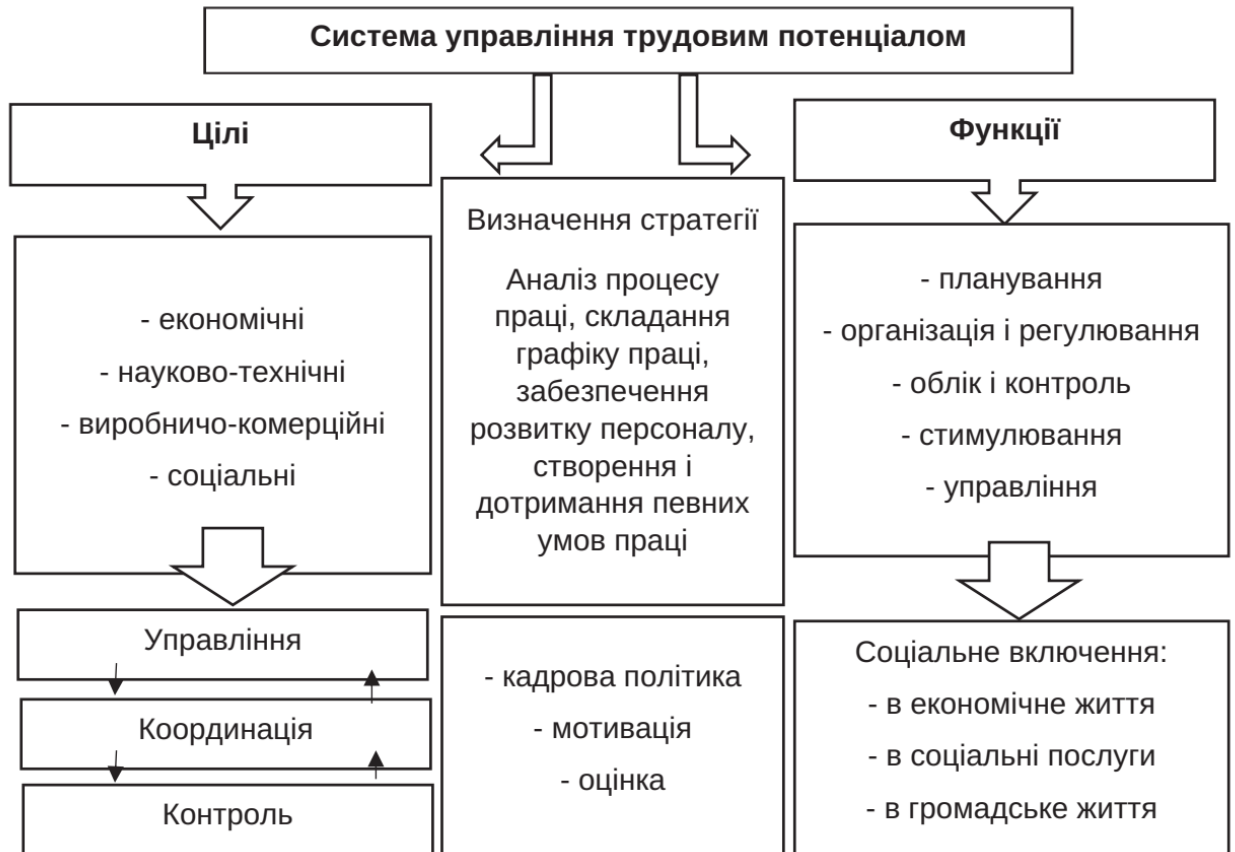 Система управління трудовим потенціалом
Цілі
- економічні
- науково-технічні
- виробничо-комерційні
- соціальні
Управління
Координація
Контроль
Визначення стратегії
Аналіз процесу
праці, складання
графіку праці,
забезпечення
розвитку персоналу,
створення і
дотримання певних
умов праці
- кадрова політика
- мотивація
- оцінка
Функції
- планування
- організація і регулювання
- облік і контроль
- стимулювання
- управління
Соціальне включення:
- в економічне життя
- в соціальні послуги
- в громадське життя